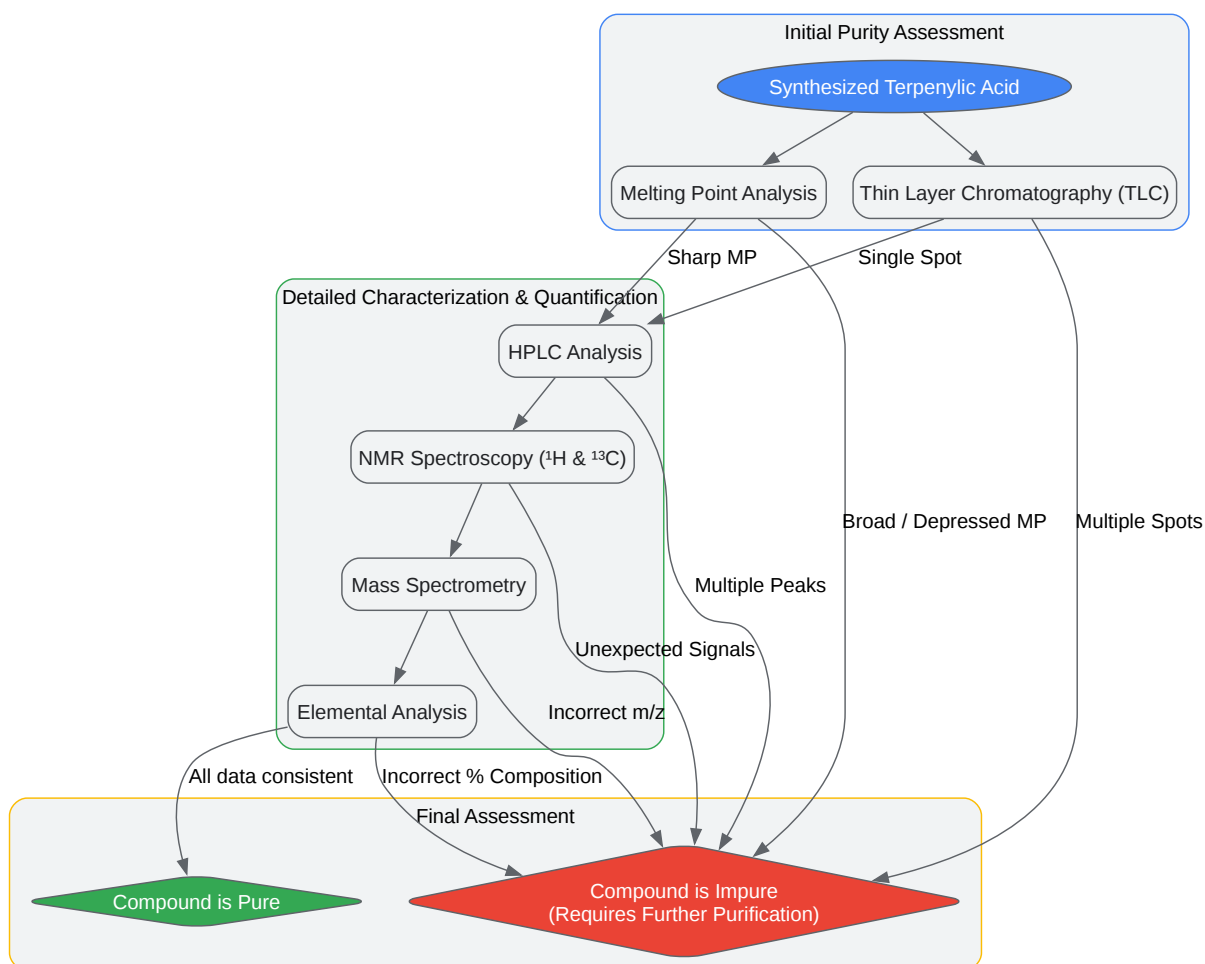 Initial Purity Assessment
Synthesized Terpenylic Acid
Melting Point Analysis
Thin Layer Chromatography (TLC)
Sharp MP
Single Spot
Detailed Characterization & Quantification
HPLC Analysis
NMR Spectroscopy (¹H & ¹³C)
Broad / Depressed MP
Multiple Spots
Mass Spectrometry
Multiple Peaks
Unexpected Signals
Elemental Analysis
Incorrect m/z
All data consistent
Incorrect % Composition
Final Assessment
Compound is Pure
Compound is Impure
(Requires Further Purification)